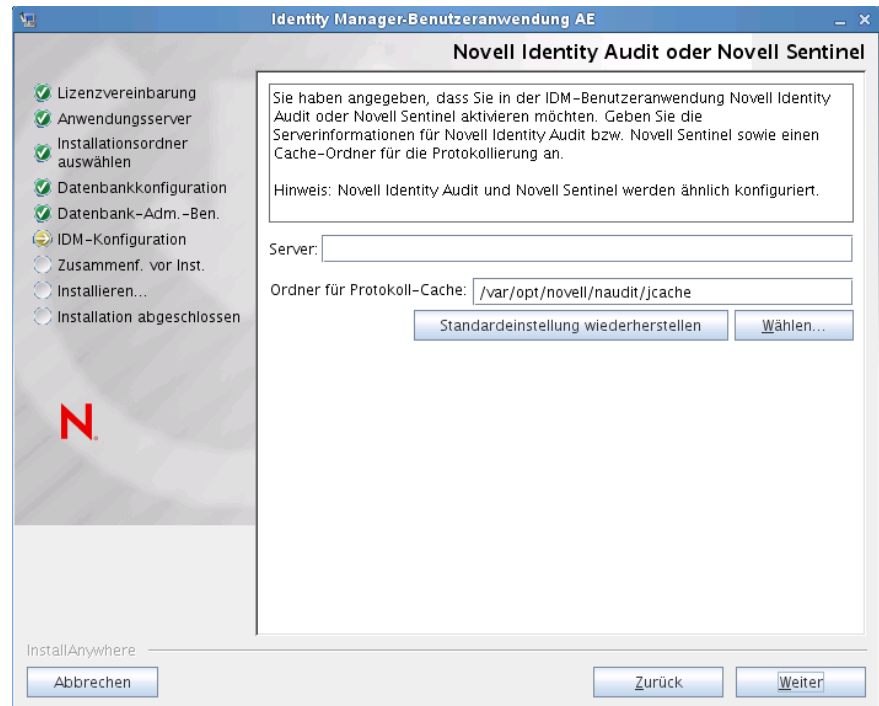 Identity Manager-Benutzeranwendung AE
Novell Identity Audit oder Novell Sentinel
Lizenzvereinbarung
Anwendungsserver
Installationsordner
auswählen
Datenbankkonfiguration
Datenbank-Adm.-Ben.
IDM-Konfiguration
Zusammenf. vor Inst.
Installieren...
Installation abgeschlossen
N
Sie haben angegeben, dass Sie in der IDM-Benutzeranwendung Novell Identity
Audit oder Novell Sentinel aktivieren möchten. Geben Sie die
Serverinformationen für Novell Identity Audit bzw. Novell Sentinel sowie einen
Cache-Ordner für die Protokollierung an.
Hinweis: Novell Identity Audit und Novell Sentinel werden ähnlich konfiguriert.
Server:
Ordner für Protokoll-Cache: /var/opt/novell/naudit/jcache
Standardeinstellung wiederherstellen Wählen...
InstallAnywhere
Abbrechen Zurück Weiter